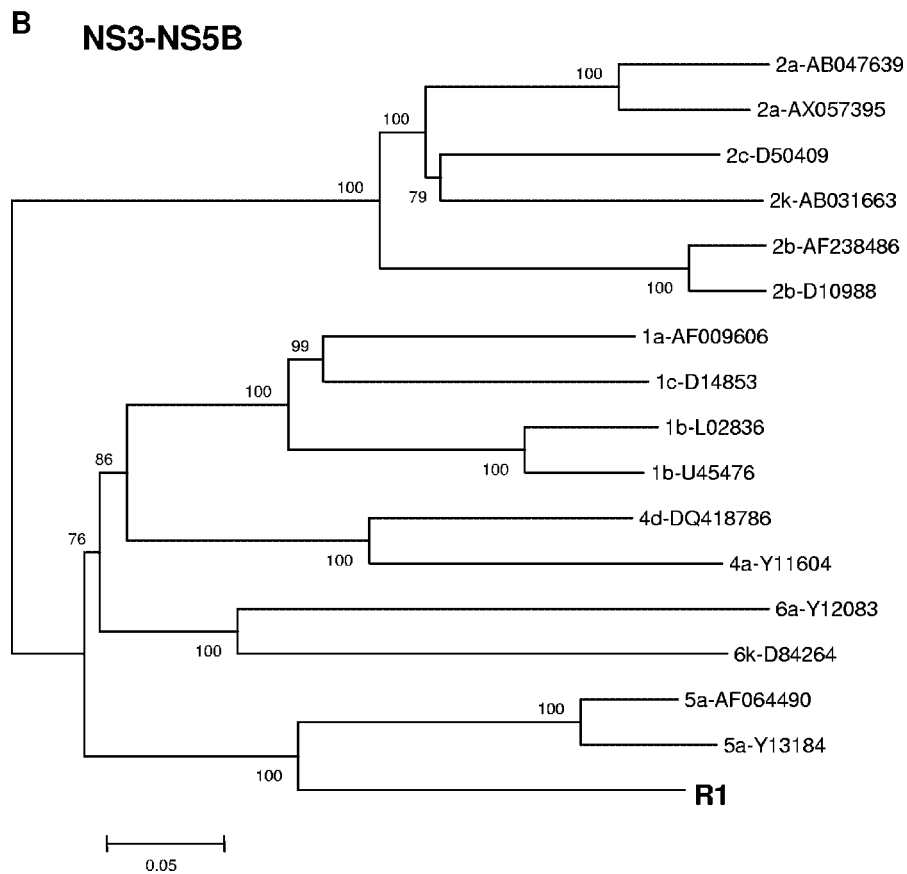 B
NS3-NS5B
100
2a-AB047639
2a-AX057395
100
2c-D50409
100
79
2k-AB031663
2b-AF238486
100
2b-D10988
99
1a-AF009606
1c-D14853
100
1b-L02836
100
1b-U45476
86
4d-DQ418786
100
4a-Y11604
76
6a-Y12083
100
6k-D84264
5a-AF064490
100
5a-Y13184
100
R1
0.05